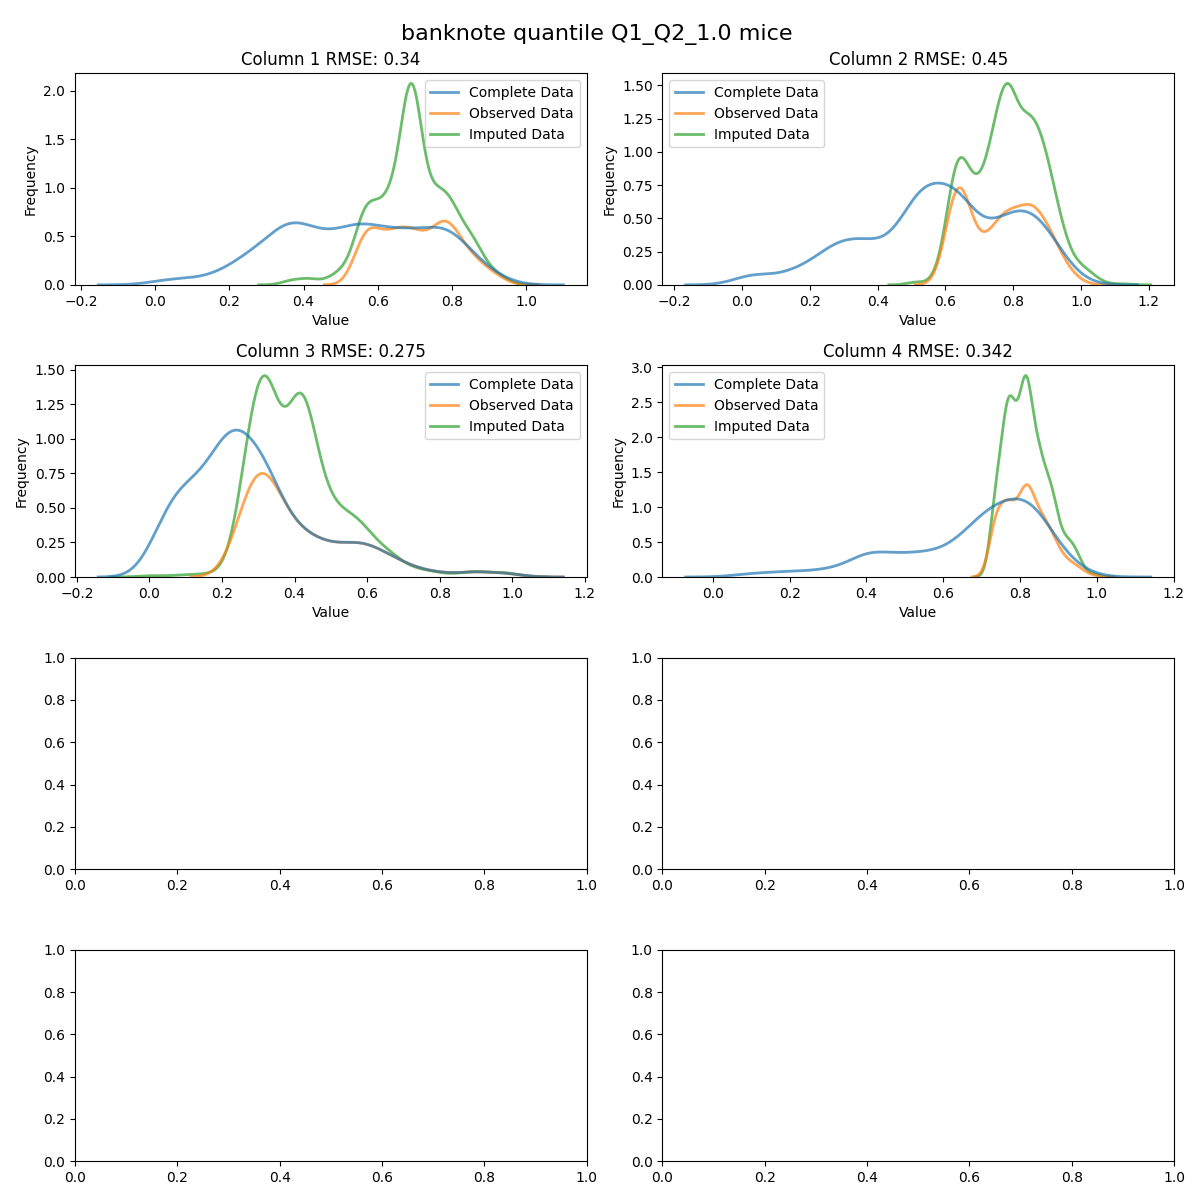 banknote quantile Q1_Q2_1.0 mice
Column 1 RMSE: 0.34
Complete Data
Observed Data
Imputed Data
Frequency
2.0
1.5
1.0
0.5
0.0
−0.2 0.0 0.2 0.4 0.6 0.8 1.0
Value
Column 2 RMSE: 0.45
Complete Data
Observed Data
Imputed Data
Frequency
1.50
1.25
1.00
0.75
0.50
0.25
0.00
−0.2 0.0 0.2 0.4 0.6 0.8 1.0 1.2
Value
Column 3 RMSE: 0.275
Complete Data
Observed Data
Imputed Data
Frequency
1.50
1.25
1.00
0.75
0.50
0.25
0.00
−0.2 0.0 0.2 0.4 0.6 0.8 1.0 1.2
Value
Column 4 RMSE: 0.342
Complete Data
Observed Data
Imputed Data
Frequency
3.0
2.5
2.0
1.5
1.0
0.5
0.0
0.0 0.2 0.4 0.6 0.8 1.0 1.2
Value
1.0
0.8
0.6
0.4
0.2
0.0
0.0 0.2 0.4 0.6 0.8 1.0
1.0
0.8
0.6
0.4
0.2
0.0
0.0 0.2 0.4 0.6 0.8 1.0
1.0
0.8
0.6
0.4
0.2
0.0
0.0 0.2 0.4 0.6 0.8 1.0
1.0
0.8
0.6
0.4
0.2
0.0
0.0 0.2 0.4 0.6 0.8 1.0